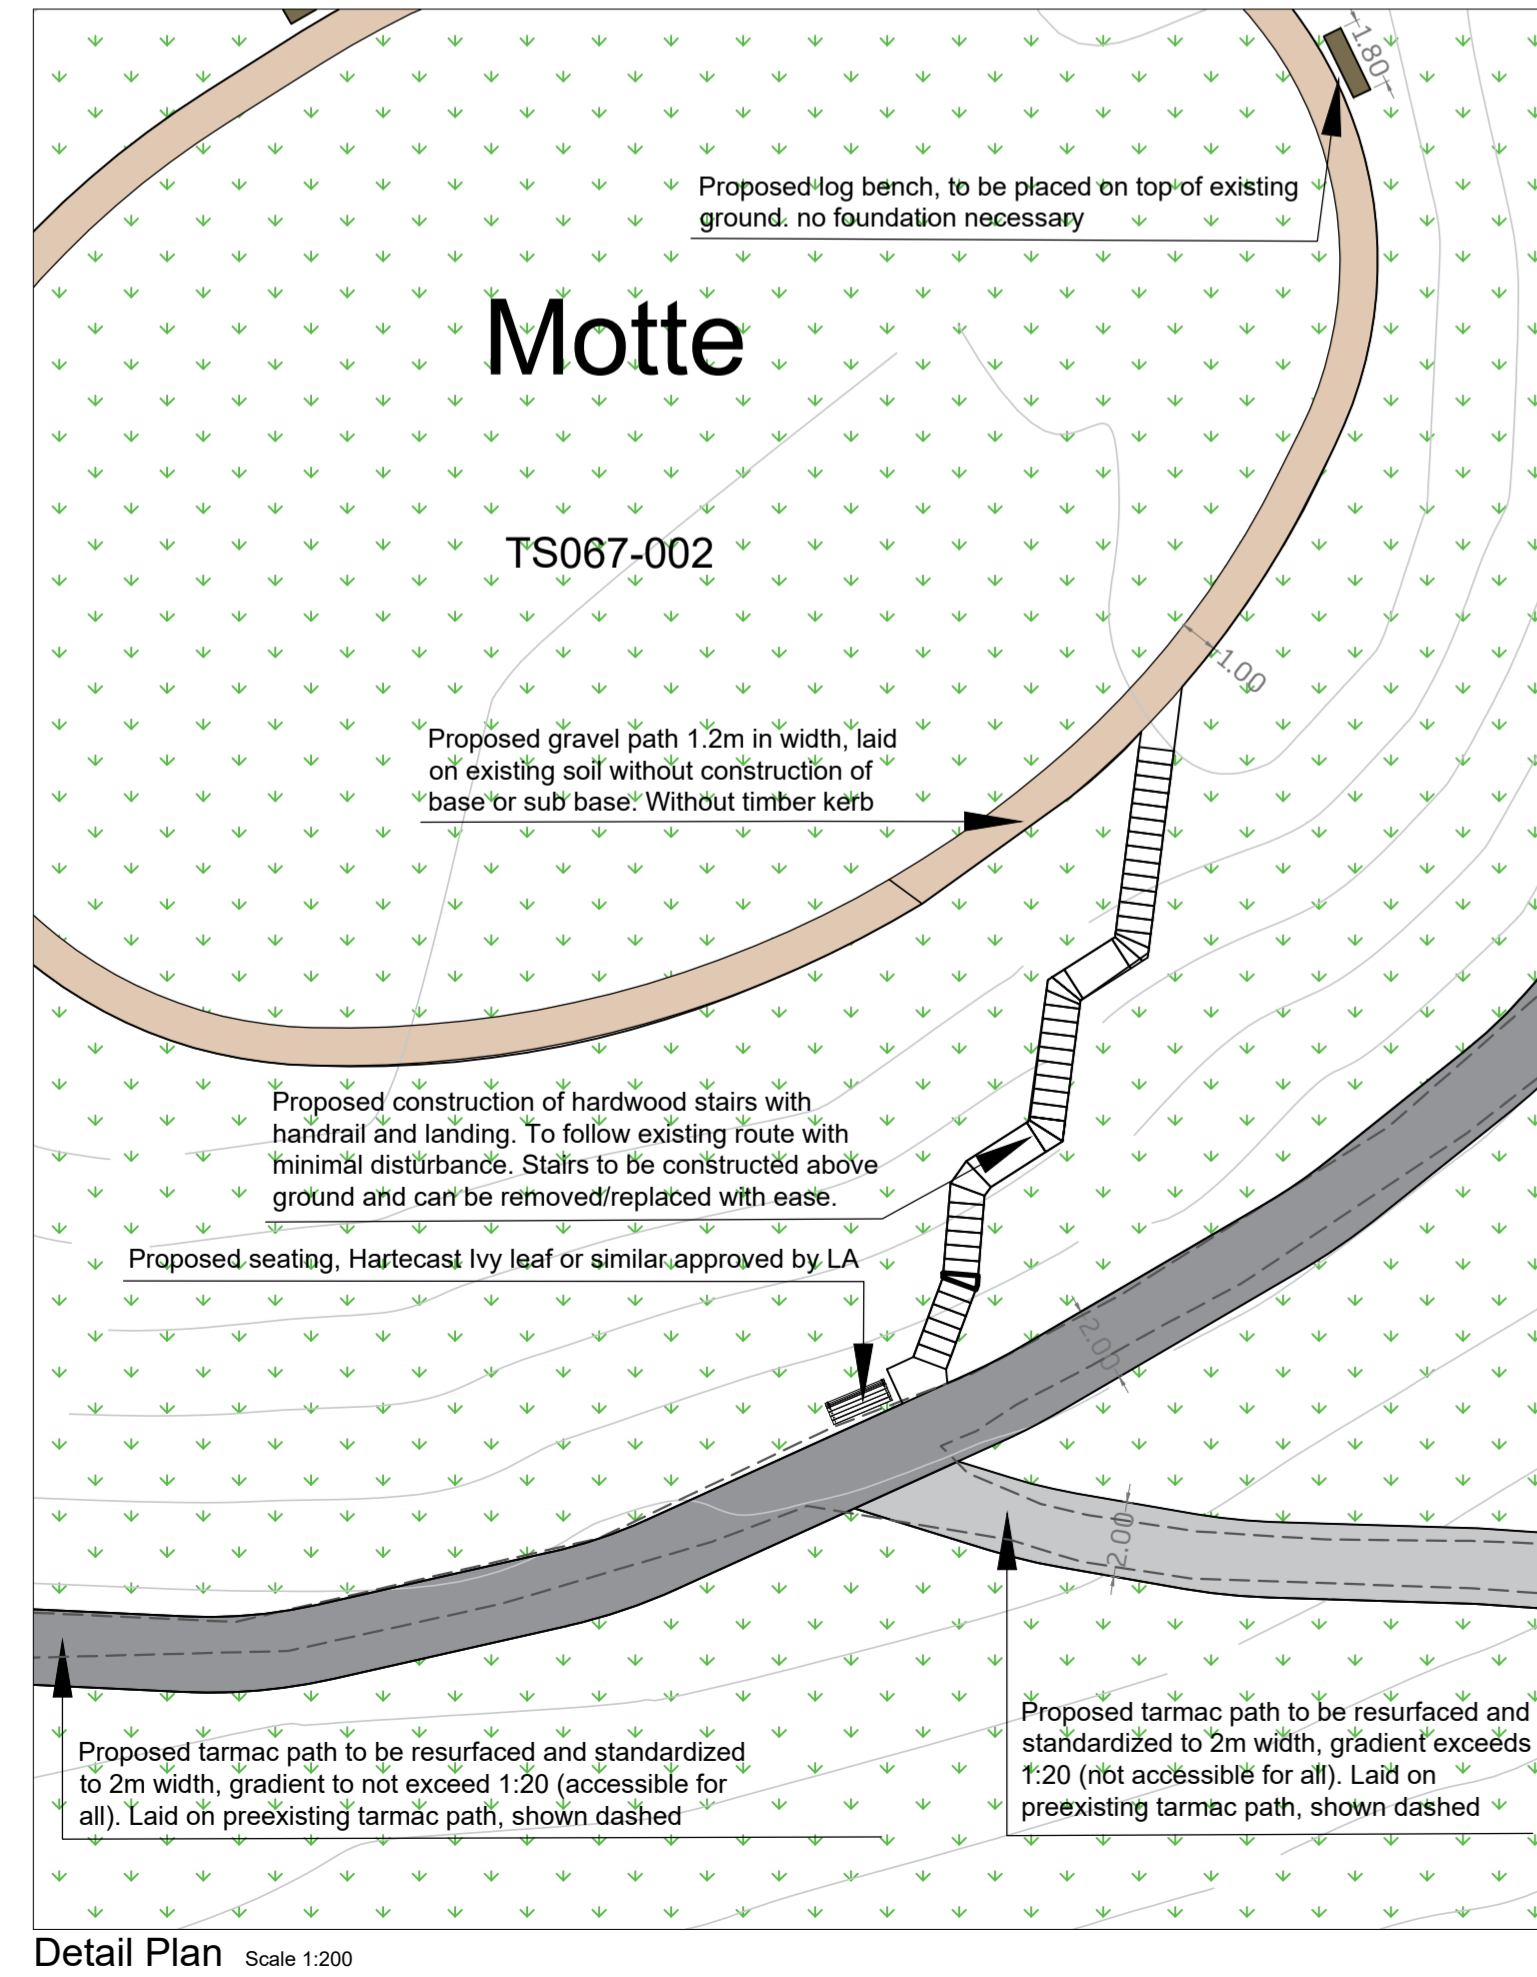 1.80
Proposed log bench, to be placed on top of existing
ground. no foundation necessary
Motte
TS067-002
1.00
Proposed gravel path 1.2m in width, laid
on existing soil without construction of
base or sub base. Without timber kerb
Proposed construction of hardwood stairs with
handrail and landing. To follow existing route with
minimal disturbance. Stairs to be constructed above
ground and can be removed/replaced with ease.
Proposed seating, Hartecast Ivy leaf or similar approved by LA
2.00
2.00
Proposed tarmac path to be resurfaced and standardized
to 2m width, gradient to not exceed 1:20 (accessible for
all). Laid on preexisting tarmac path, shown dashed
Proposed tarmac path to be resurfaced and
standardized to 2m width, gradient exceeds
1:20 (not accessible for all). Laid on
preexisting tarmac path, shown dashed
Detail Plan Scale 1:200